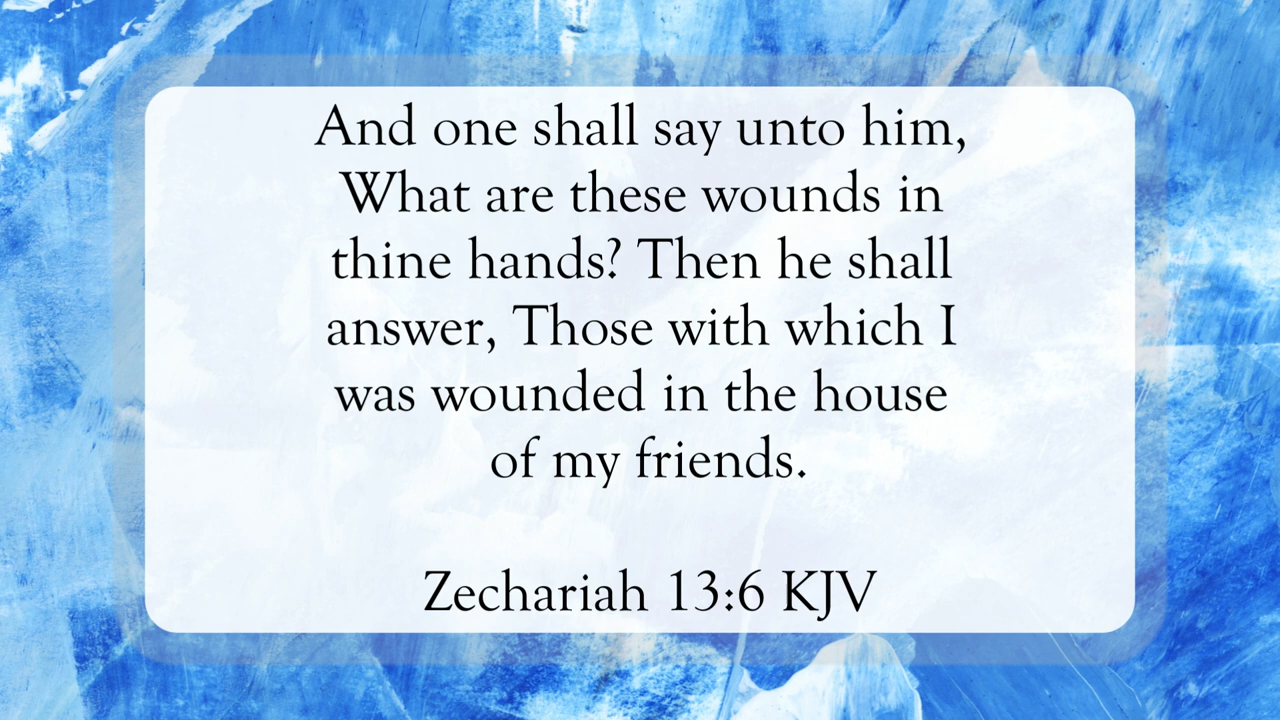 And one shall say unto him,
What are these wounds in
thine hands? Then he shall
answer, Those with which I
was wounded in the house
of my friends.
Zechariah 13:6 KJV